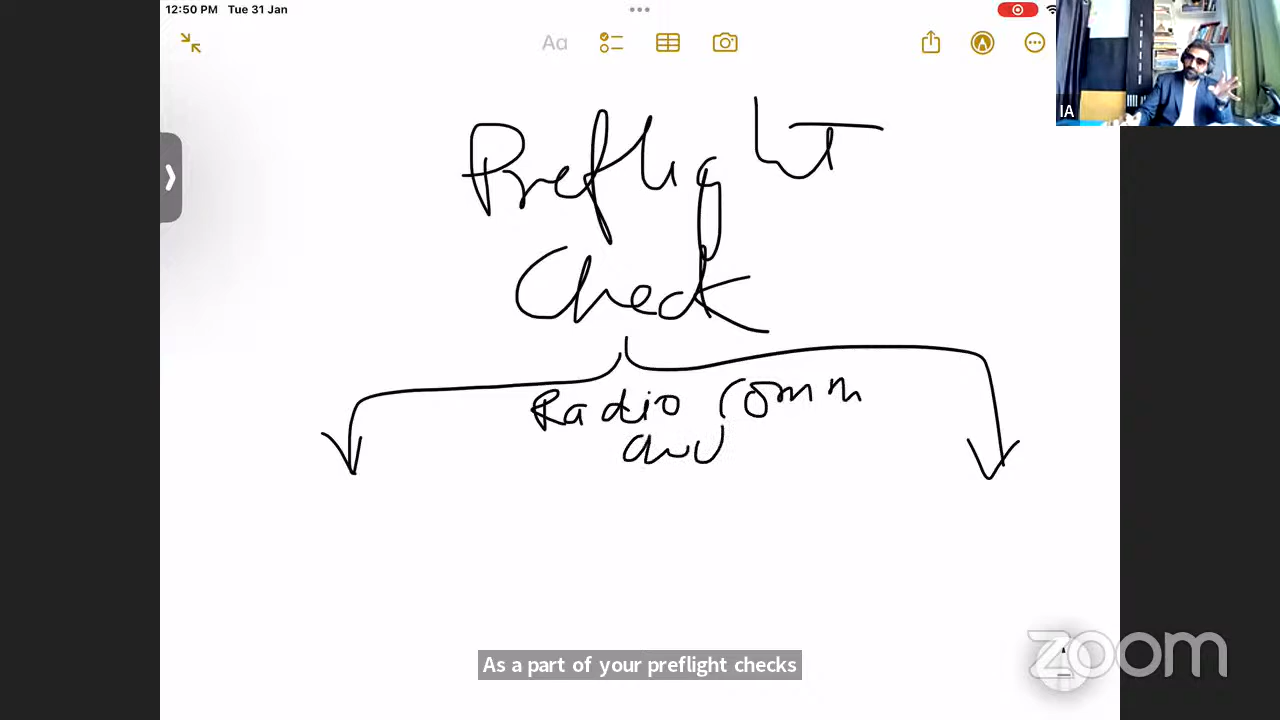 12:50 PM Tue 31 Jan
Aa
IA
Preflight
Check
Radio Comm
and
As a part of your preflight checks
zoom